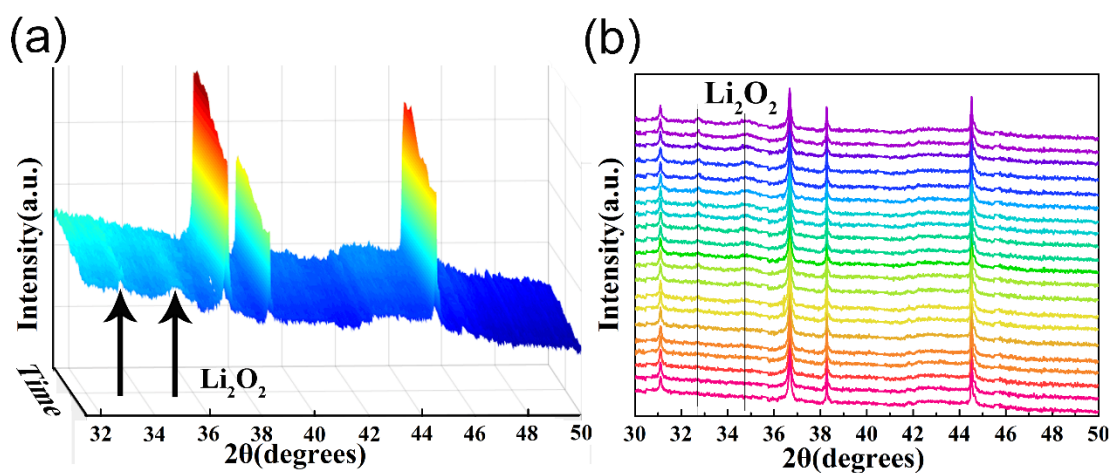 (a)
Intensity(a.u.)
Time
Li₂O₂
32 34 36 38 40 42 44 46 48 50
2θ(degrees)
(b)
Intensity(a.u.)
Li₂O₂
30 32 34 36 38 40 42 44 46 48 50
2θ(degrees)